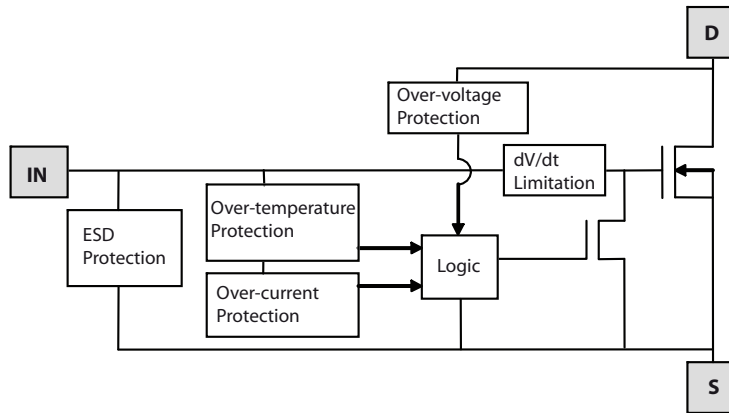 D
Over-voltage
Protection
IN
dV/dt
Limitation
ESD
Protection
Over-temperature
Protection
Logic
Over-current
Protection
S